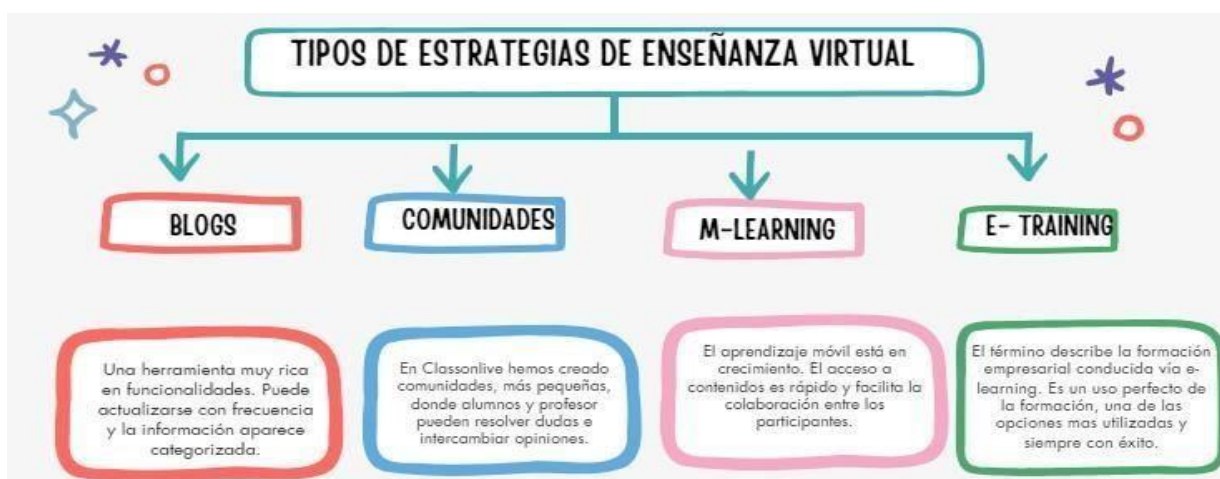 TIPOS DE ESTRATEGIAS DE ENSEÑANZA VIRTUAL
BLOGS
COMUNIDADES
M-LEARNING
E- TRAINING
Una herramienta muy rica
en funcionalidades. Puede
actualizarse con frecuencia
y la información aparece
categorizada.
En Classonlive hemos creado
comunidades, más pequeñas,
donde alumnos y profesor
pueden resolver dudas e
intercambiar opiniones.
El aprendizaje móvil está en
crecimiento. El acceso a
contenidos es rápido y facilita la
colaboración entre los
participantes.
El término describe la formación
empresarial conducida vía e-
learning. Es un uso perfecto de
la formación, una de las
opciones mas utilizadas y
siempre con éxito.